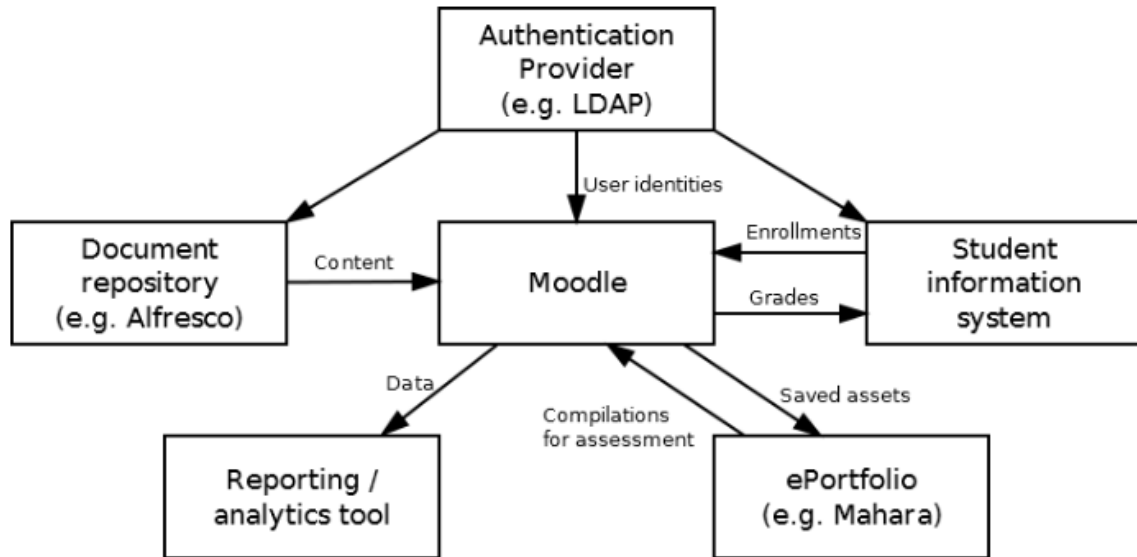 Authentication
Provider
(e.g. LDAP)
User identities
Document
repository
(e.g. Alfresco)
Content
Moodle
Enrollments
Grades
Student
information
system
Data
Compilations
for assessment
Saved assets
Reporting /
analytics tool
ePortfolio
(e.g. Mahara)